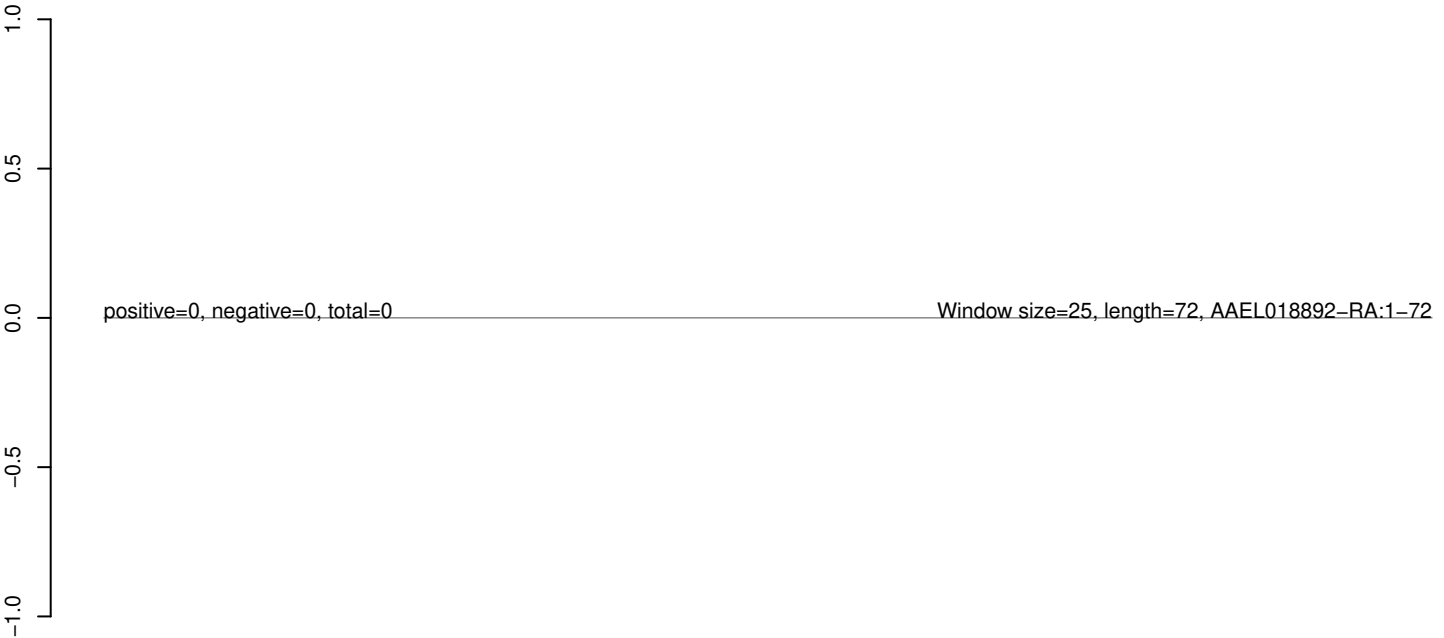 1.0
0.5
0.0
−0.5
−1.0
positive=0, negative=0, total=0
Window size=25, length=72, AAEL018892−RA:1−72